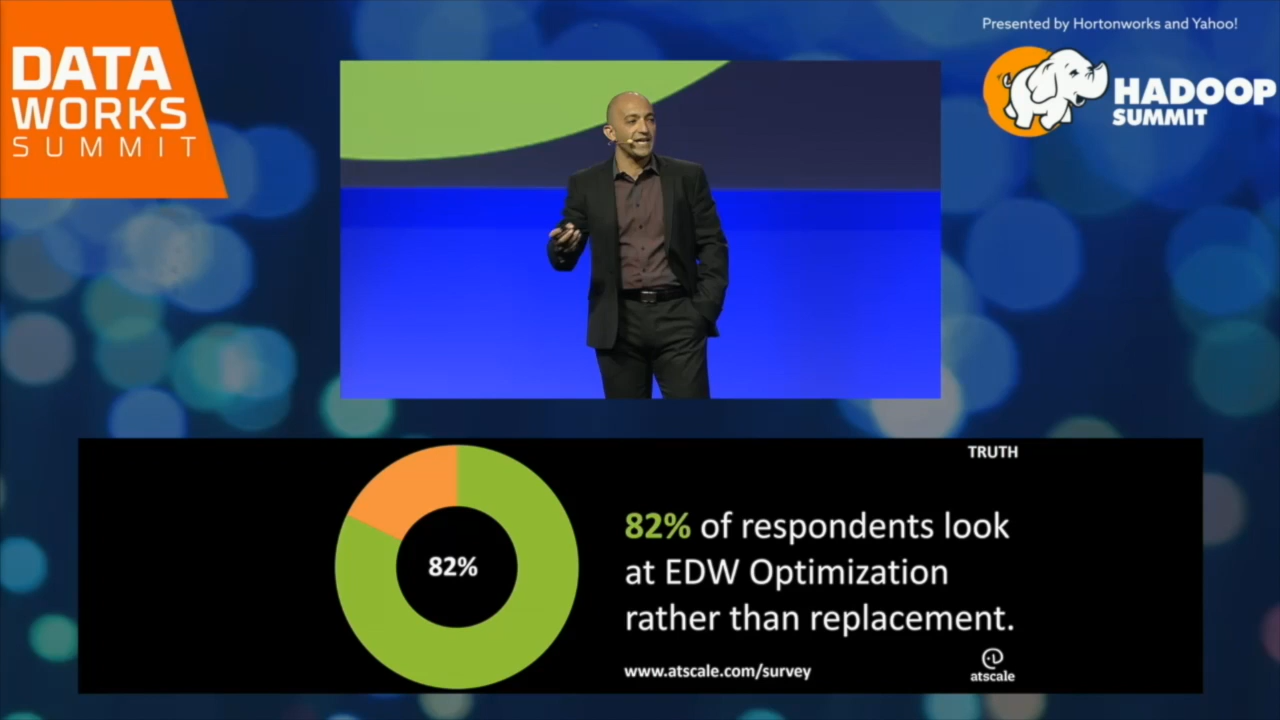 Presented by Hortonworks and Yahoo!
DATA
WORKS
SUMMIT
HADOOP
SUMMIT
TRUTH
82%
82% of respondents look
at EDW Optimization
rather than replacement.
www.atscale.com/survey
atscale